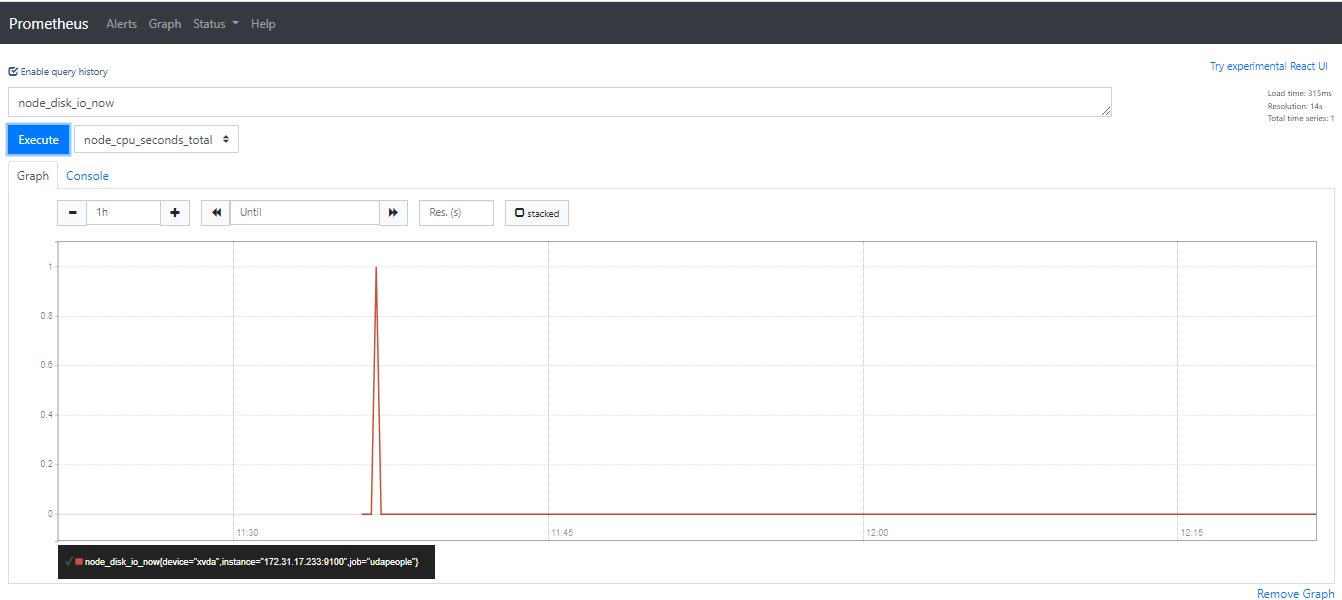 Prometheus Alerts Graph Status Help
Enable query history
Try experimental React UI
node_disk_io_now
Load time: 315ms
Resolution: 14s
Total time series: 1
Execute node_cpu_seconds_total
Graph Console
1h Until Res. (s) stacked
1
0.8
0.6
0.4
0.2
0
11:30 11:45 12:00 12:15
node_disk_io_now{device="xvda",instance="172.31.17.233:9100",job="udapeople"}
Remove Graph